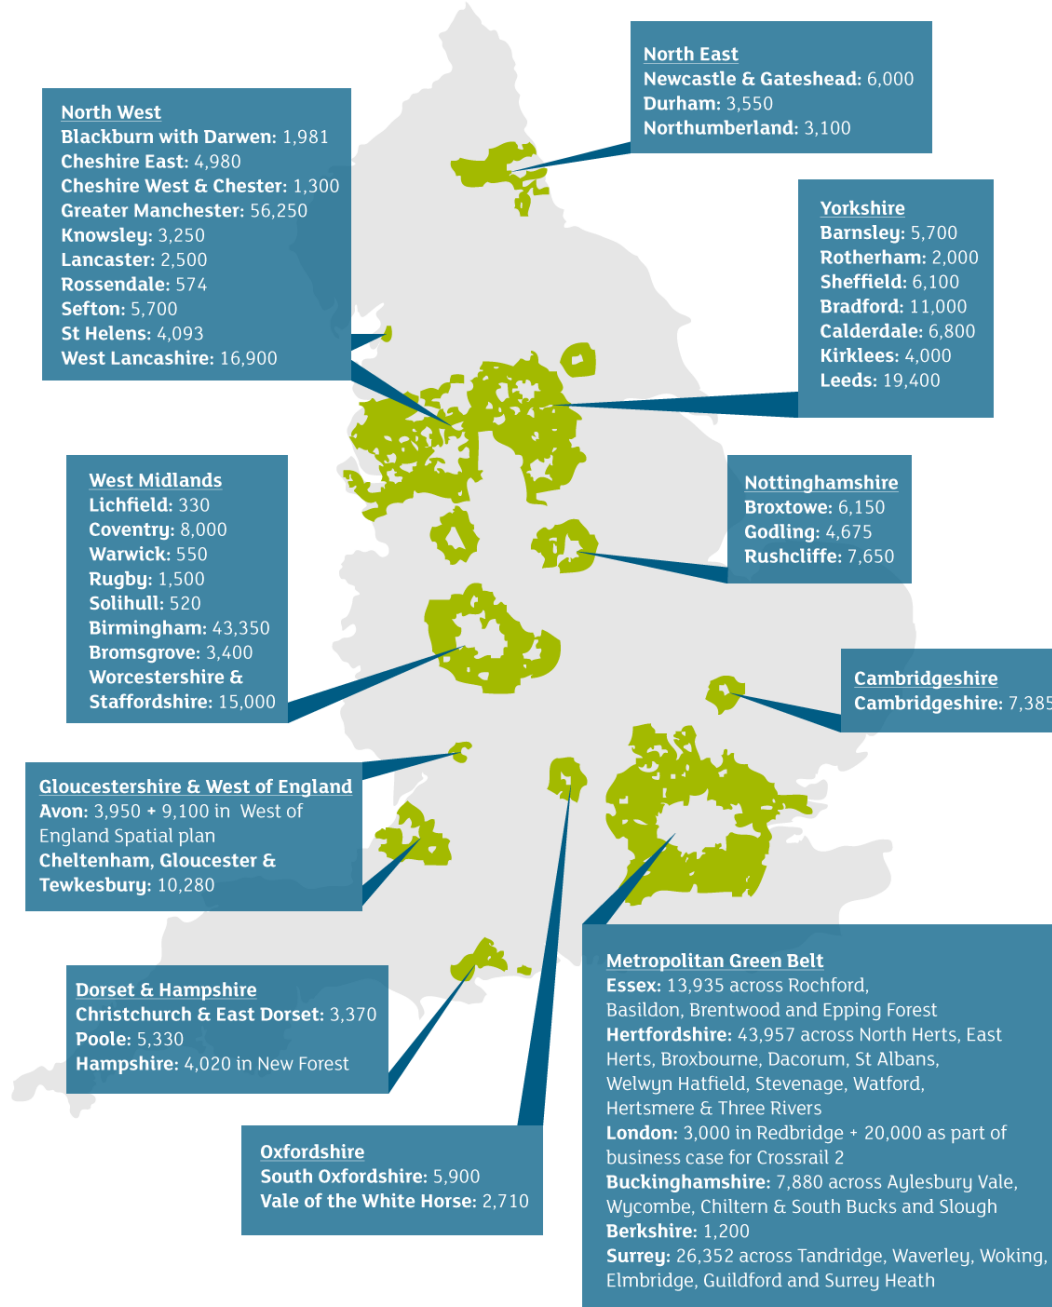 North East
Newcastle & Gateshead: 6,000
Durham: 3,550
Northumberland: 3,100
North West
Blackburn with Darwen: 1,981
Cheshire East: 4,980
Cheshire West & Chester: 1,300
Greater Manchester: 56,250
Knowsley: 3,250
Lancaster: 2,500
Rossendale: 574
Sefton: 5,700
St Helens: 4,093
West Lancashire: 16,900
Yorkshire
Barnsley: 5,700
Rotherham: 2,000
Sheffield: 6,100
Bradford: 11,000
Calderdale: 6,800
Kirklees: 4,000
Leeds: 19,400
West Midlands
Lichfield: 330
Coventry: 8,000
Warwick: 550
Rugby: 1,500
Solihull: 520
Birmingham: 43,350
Bromsgrove: 3,400
Worcestershire &
Staffordshire: 15,000
Nottinghamshire
Broxtowe: 6,150
Godling: 4,675
Rushcliffe: 7,650
Cambridgeshire
Cambridgeshire: 7,385
Gloucestershire & West of England
Avon: 3,950 + 9,100 in West of
England Spatial plan
Cheltenham, Gloucester &
Tewkesbury: 10,280
Dorset & Hampshire
Christchurch & East Dorset: 3,370
Poole: 5,330
Hampshire: 4,020 in New Forest
Oxfordshire
South Oxfordshire: 5,900
Vale of the White Horse: 2,710
Metropolitan Green Belt
Essex: 13,935 across Rochford,
Basildon, Brentwood and Epping Forest
Hertfordshire: 43,957 across North Herts, East
Herts, Broxbourne, Dacorum, St Albans,
Welwyn Hatfield, Stevenage, Watford,
Hertsmere & Three Rivers
London: 3,000 in Redbridge + 20,000 as part of
business case for Crossrail 2
Buckinghamshire: 7,880 across Aylesbury Vale,
Wycombe, Chiltern & South Bucks and Slough
Berkshire: 1,200
Surrey: 26,352 across Tandridge, Waverley, Woking,
Elmbridge, Guildford and Surrey Heath